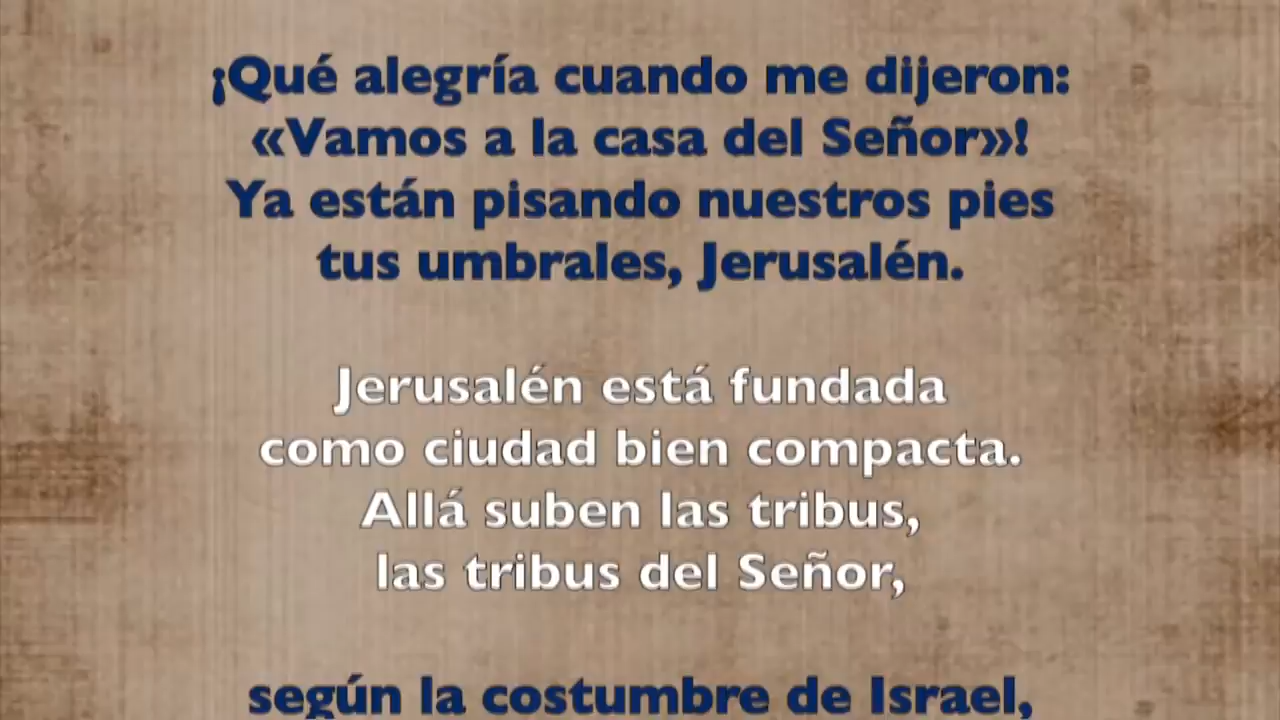 ¡Qué alegría cuando me dijeron:
«Vamos a la casa del Señor»!
Ya están pisando nuestros pies
tus umbrales, Jerusalén.
Jerusalén está fundada
como ciudad bien compacta.
Allá suben las tribus,
las tribus del Señor,
según la costumbre de Israel,